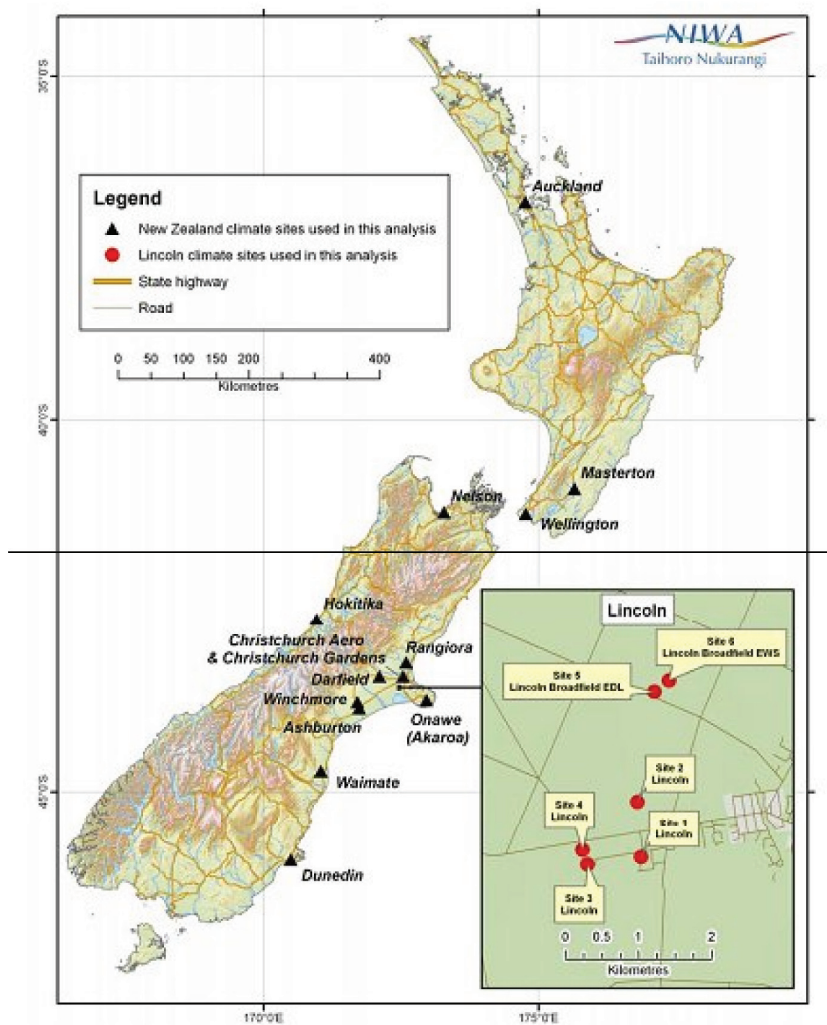 NIWA
Taihoro Nukurangi
35°0'S
Auckland
Legend
New Zealand climate sites used in this analysis
Lincoln climate sites used in this analysis
State highway
Road
0 50 100 150 200 400
Kilometres
40°0'S
Masterton
Nelson
Wellington
Hokitika
Christchurch Aero
& Christchurch Gardens
Rangiora
Darfield
Winchmore
Ashburton
Onawe
(Akaroa)
Waimate
45°0'S
Dunedin
Lincoln
Site 6
Lincoln Broadfield EWS
Site 5
Lincoln Broadfield EDL
Site 2
Lincoln
Site 4
Lincoln
Site 1
Lincoln
Site 3
Lincoln
0 0.5 1 2
Kilometres
170°0'E
175°0'E